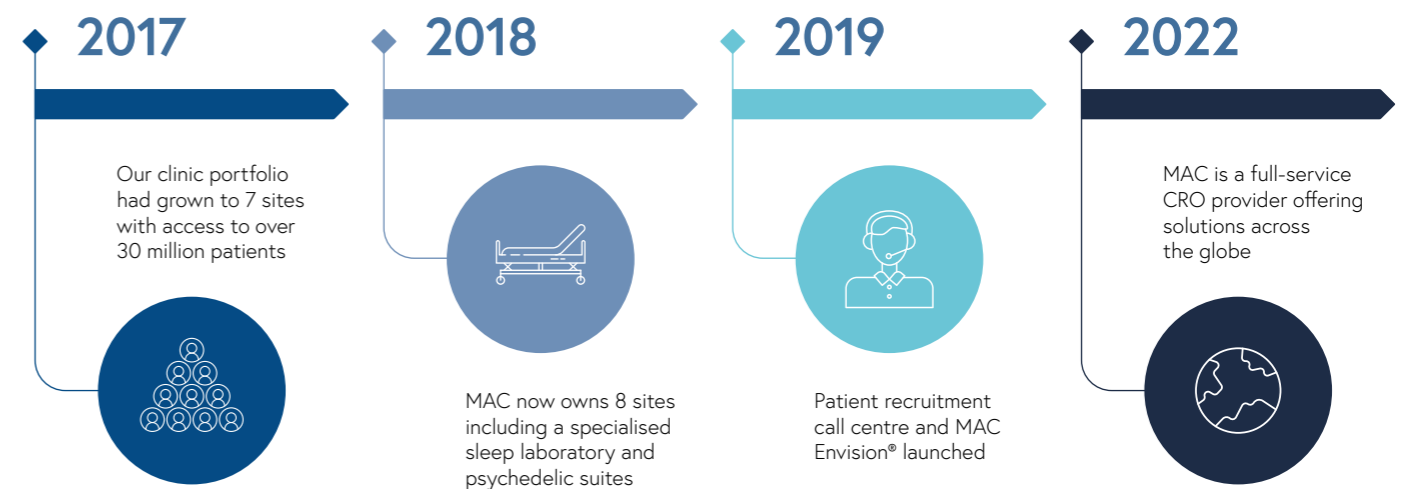 2017
Our clinic portfolio
had grown to 7 sites
with access to over
30 million patients
2018
MAC now owns 8 sites
including a specialised
sleep laboratory and
psychedelic suites
2019
Patient recruitment
call centre and MAC
Envision® launched
2022
MAC is a full-service
CRO provider offering
solutions across
the globe